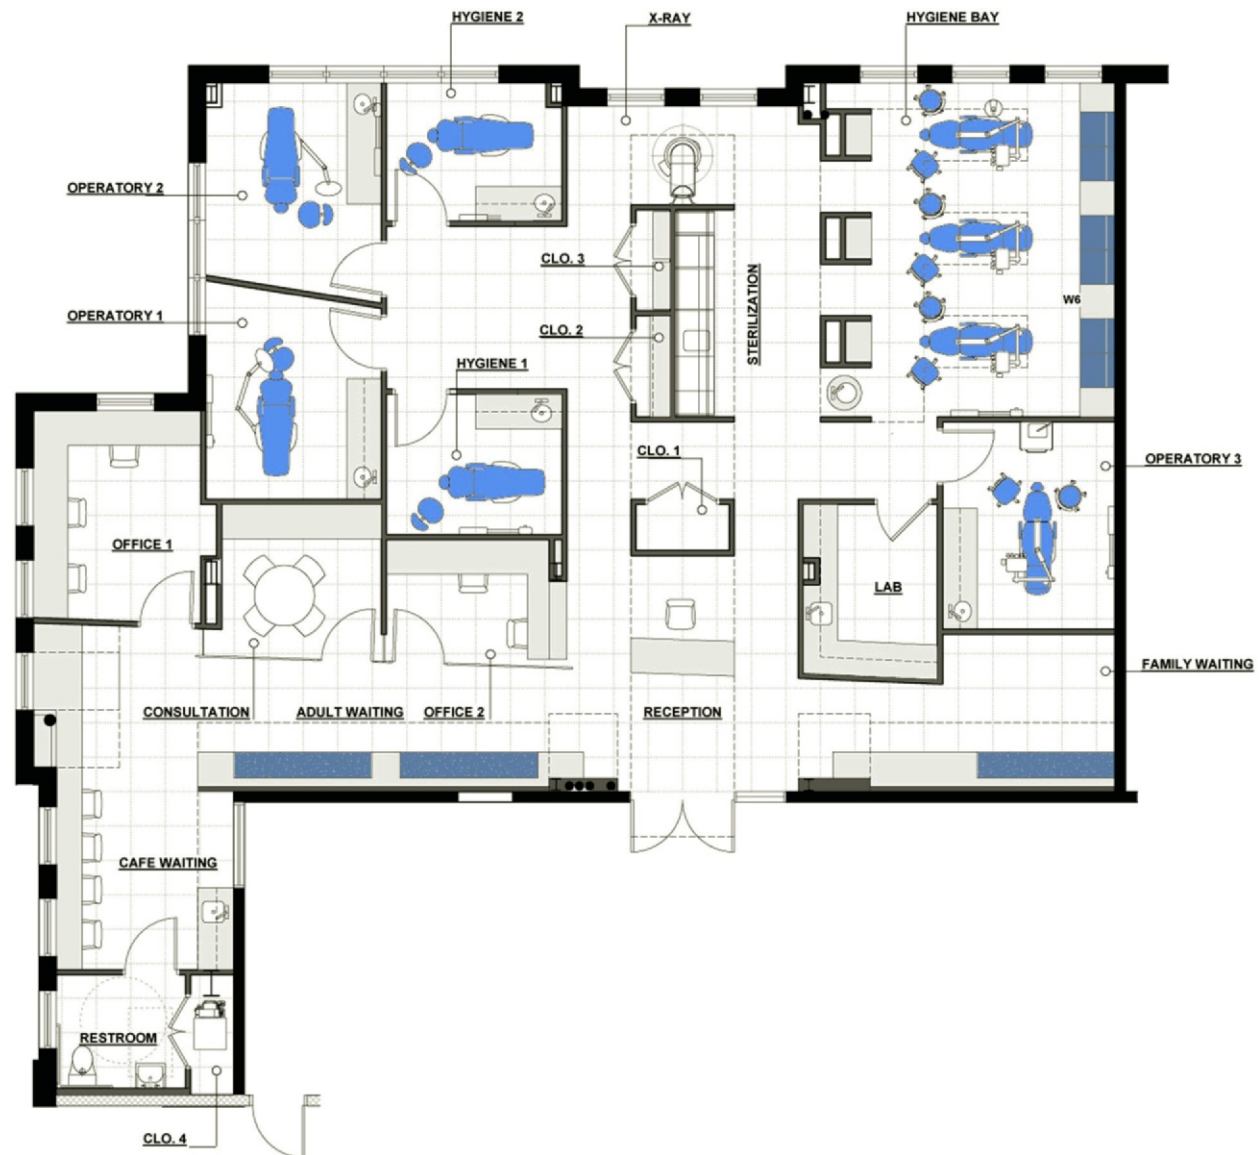 HYGIENE 2
X-RAY
HYGIENE BAY
OPERATORY 2
CLO. 3
STERILIZATION
W6
OPERATORY 1
CLO. 2
HYGIENE 1
CLO. 1
OPERATORY 3
OFFICE 1
LAB
FAMILY WAITING
CONSULTATION
ADULT WAITING
OFFICE 2
RECEPTION
CAFE WAITING
RESTROOM
CLO. 4